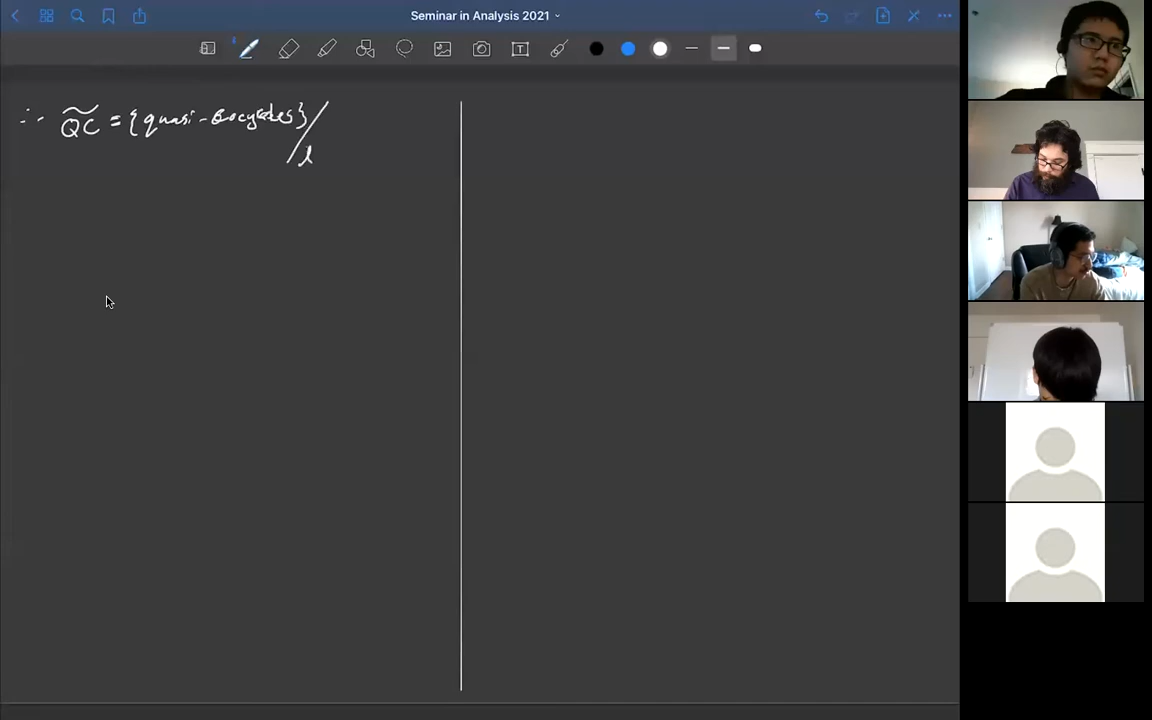 Seminar in Analysis 2021
∴ Q̃C̃ = {quasi-cocycles} /
l